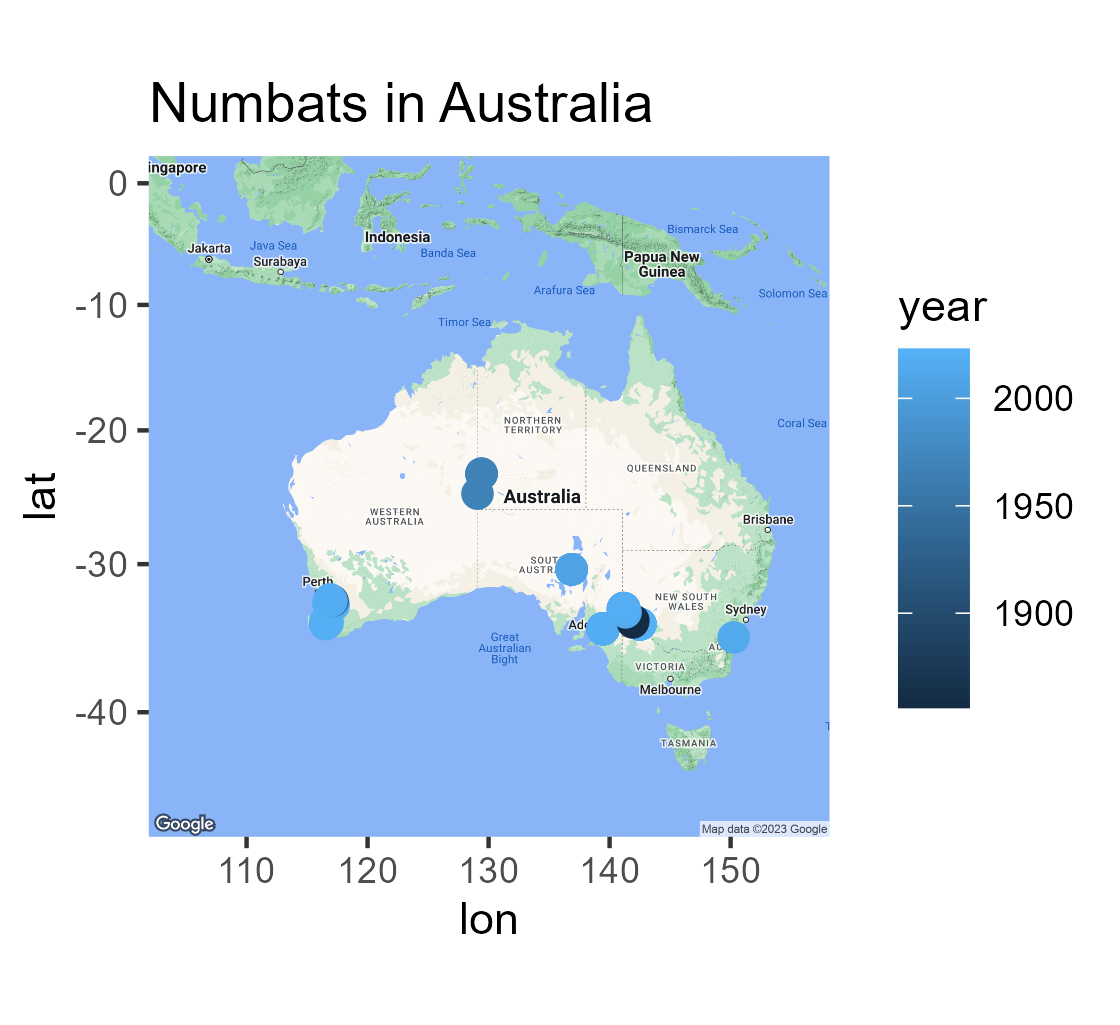 Numbats in Australia
ingapore
0
Indonesia
Bismarck Sea
Jakarta
Java Sea
Banda Sea
Surabaya
Papua New
Guinea
Arafura Sea
Solomon Sea
-10
Timor Sea
year
2000
1950
1900
-20
NORTHERN
TERRITORY
Coral Sea
QUEENSLAND
Australia
lat
WESTERN
AUSTRALIA
Brisbane
-30
SOUT
AUSTRA
Perth
NEW SOUTH
WALES
Sydney
Ade
Great
Australian
Bight
AC
VICTORIA
Melbourne
-40
T
TASMANIA
Google
Map data ©2023 Google
110
120
130
140
150
lon